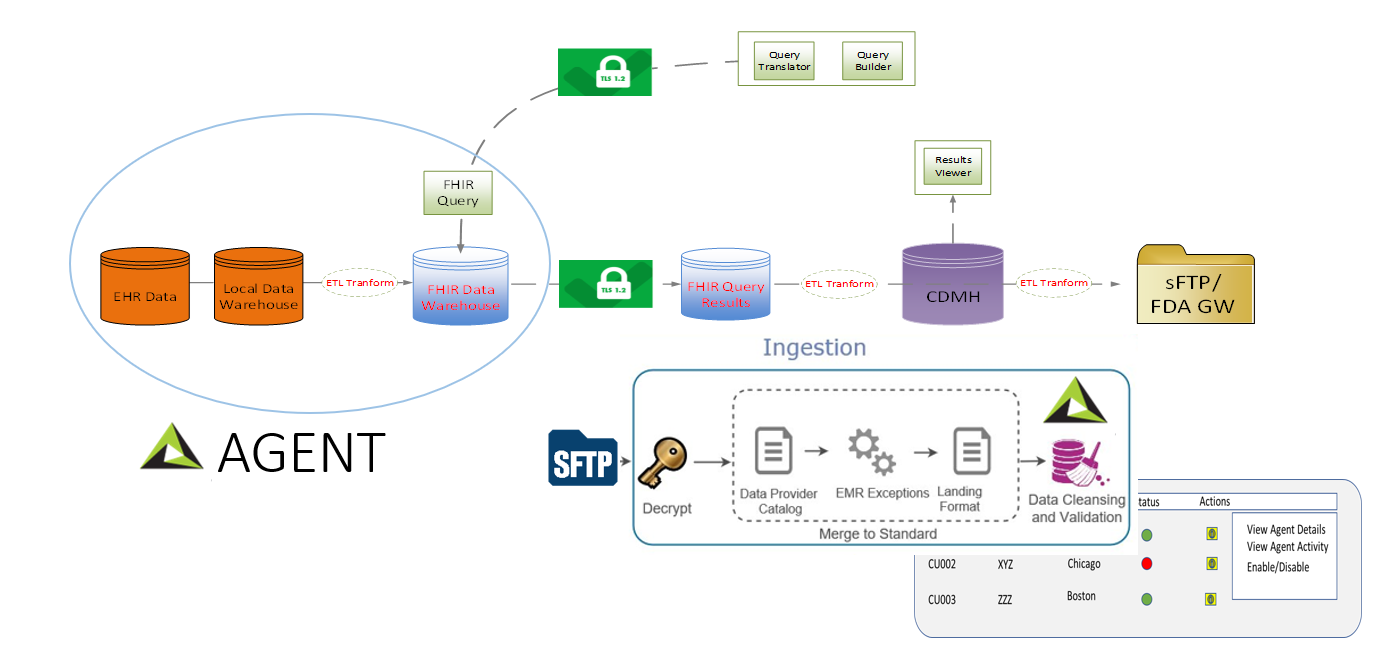 TLS 1.2
Query
Translator
Query
Builder
FHIR
Query
Results
Viewer
EHR Data
Local Data
Warehouse
ETL Tranform
FHIR Data
Warehouse
TLS 1.2
FHIR Query
Results
ETL Tranform
CDMH
ETL Tranform
sFTP/
FDA GW
AGENT
Ingestion
SFTP
Decrypt
Data Provider
Catalog
EMR Exceptions
Landing
Format
Data Cleansing
and Validation
Merge to Standard
tatus
Actions
View Agent Details
View Agent Activity
Enable/Disable
CU002 XYZ Chicago
CU003 ZZZ Boston